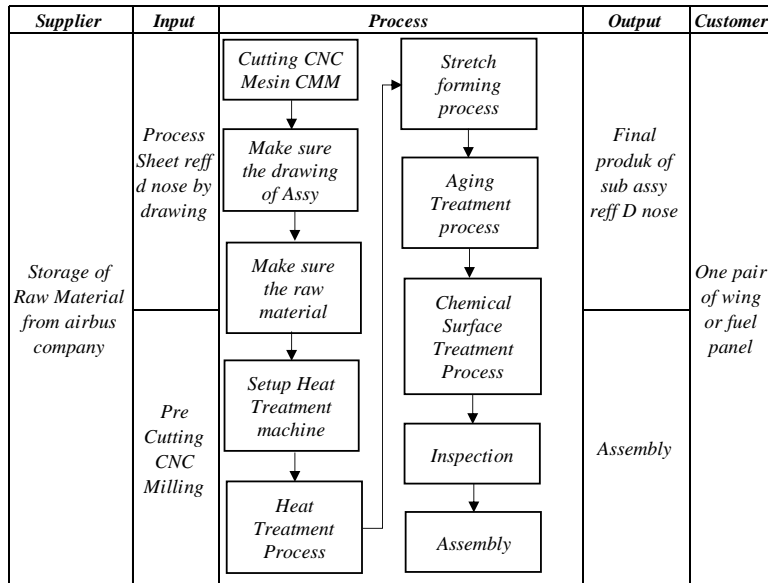 Supplier
Input
Process
Output
Customer
Storage of
Raw Material
from airbus
company
Process
Sheet reff
d nose by
drawing
Pre
Cutting
CNC
Milling
Cutting CNC
Mesin CMM
Make sure
the drawing
of Assy
Make sure
the raw
material
Setup Heat
Treatment
machine
Heat
Treatment
Process
Stretch
forming
process
Aging
Treatment
process
Chemical
Surface
Treatment
Process
Inspection
Assembly
Final
produk of
sub assy
reff D nose
Assembly
One pair
of wing
or fuel
panel